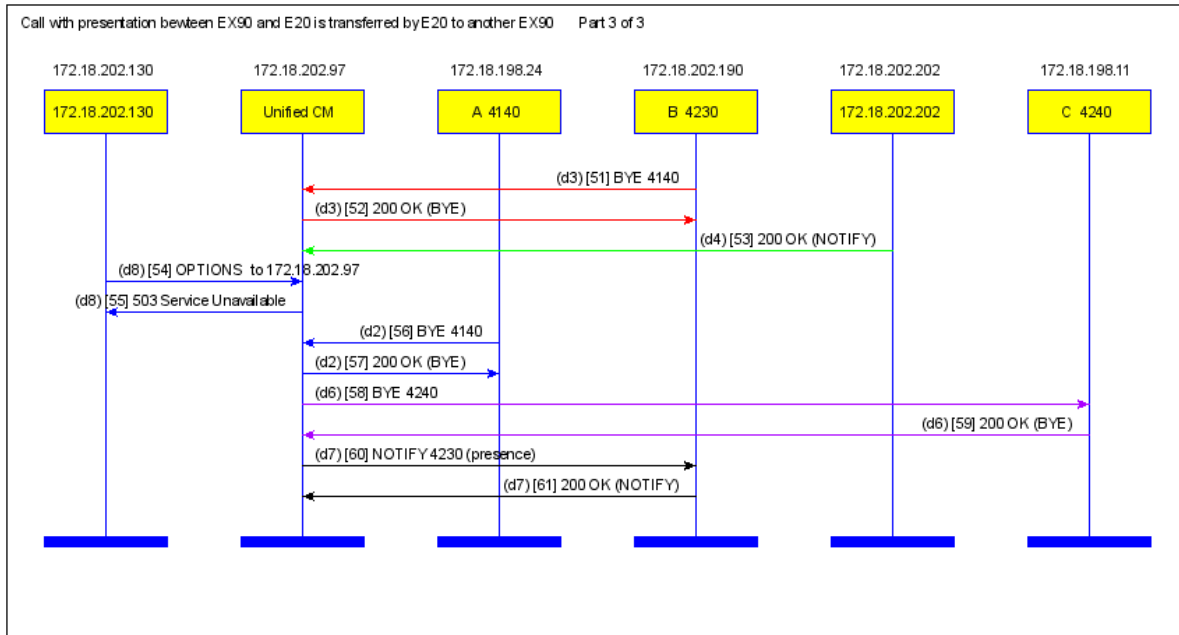 Call with presentation bewteen EX90 and E20 is transferred by E20 to another EX90 Part 3 of 3
172.18.202.130 172.18.202.97 172.18.198.24 172.18.202.190 172.18.202.202 172.18.198.11
172.18.202.130 Unified CM A 4140 B 4230 172.18.202.202 C 4240
(d3) [51] BYE 4140
(d3) [52] 200 OK (BYE)
(d4) [53] 200 OK (NOTIFY)
(d8) [54] OPTIONS to 172.18.202.97
(d8) [55] 503 Service Unavailable
(d2) [56] BYE 4140
(d2) [57] 200 OK (BYE)
(d6) [58] BYE 4240
(d6) [59] 200 OK (BYE)
(d7) [60] NOTIFY 4230 (presence)
(d7) [61] 200 OK (NOTIFY)